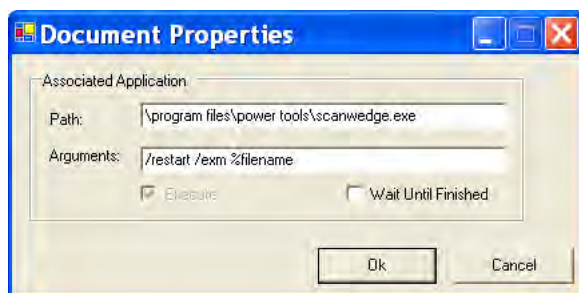 Document Properties
Associated Application
Path: \program files\power tools\scanwedge.exe
Arguments: /restart /exm %filename
Execute Wait Until Finished
Ok Cancel